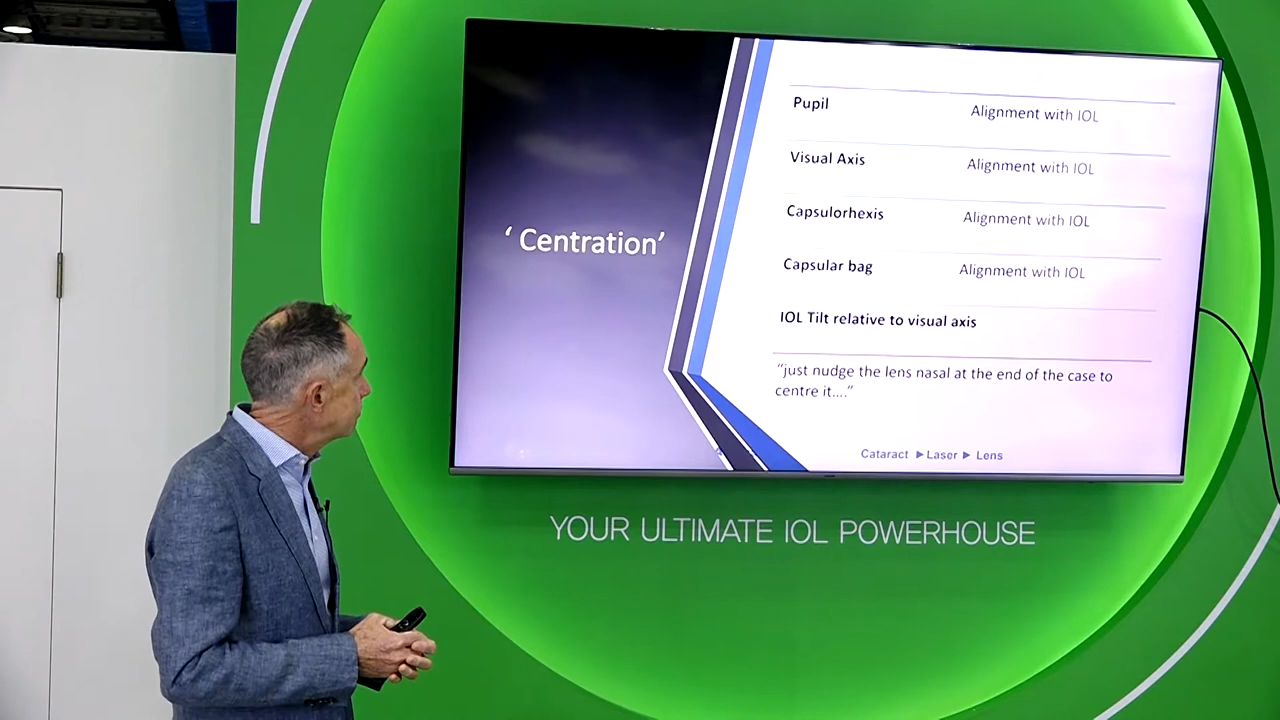 ‘ Centration’
Pupil Alignment with IOL
Visual Axis Alignment with IOL
Capsulorhexis Alignment with IOL
Capsular bag Alignment with IOL
IOL Tilt relative to visual axis
“just nudge the lens nasal at the end of the case to
centre it....”
Cataract ►Laser ► Lens
YOUR ULTIMATE IOL POWERHOUSE